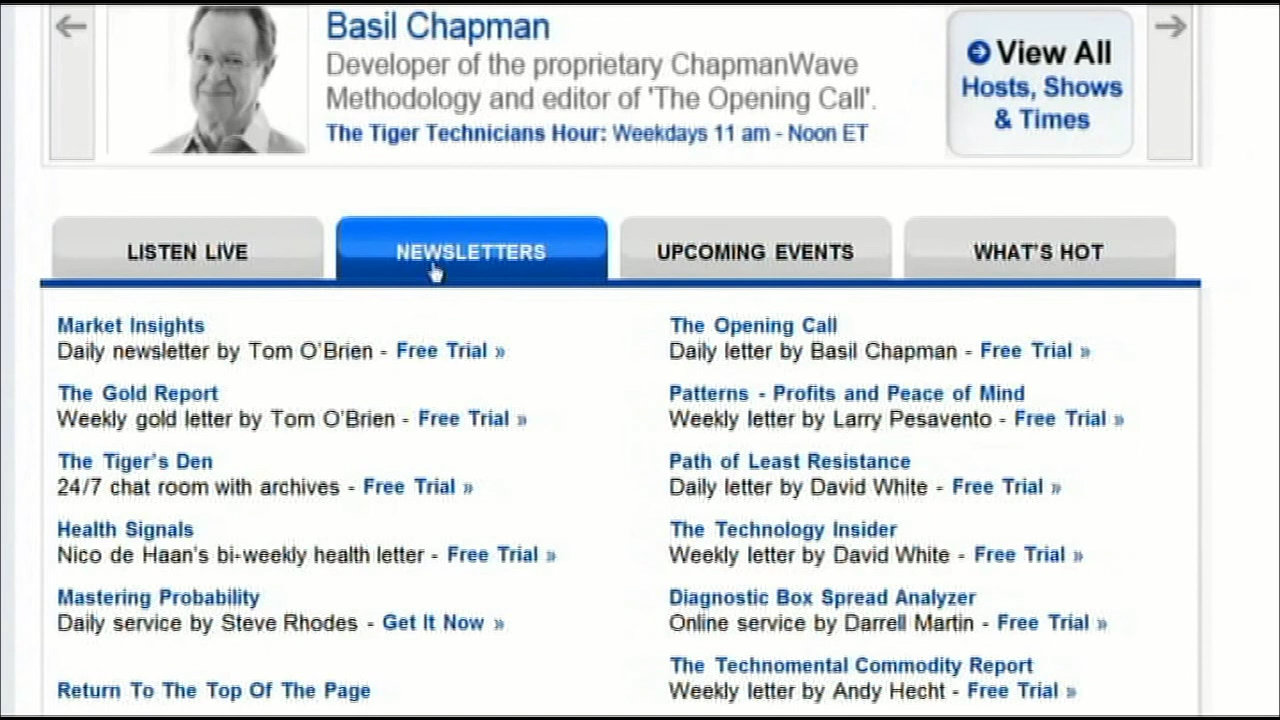 Basil Chapman
Developer of the proprietary ChapmanWave
Methodology and editor of 'The Opening Call'.
The Tiger Technicians Hour: Weekdays 11 am - Noon ET
View All
Hosts, Shows
& Times
LISTEN LIVE
NEWSLETTERS
UPCOMING EVENTS
WHAT'S HOT
Market Insights
Daily newsletter by Tom O'Brien - Free Trial »
The Gold Report
Weekly gold letter by Tom O'Brien - Free Trial »
The Tiger's Den
24/7 chat room with archives - Free Trial »
Health Signals
Nico de Haan's bi-weekly health letter - Free Trial »
Mastering Probability
Daily service by Steve Rhodes - Get It Now »
Return To The Top Of The Page
The Opening Call
Daily letter by Basil Chapman - Free Trial »
Patterns - Profits and Peace of Mind
Weekly letter by Larry Pesavento - Free Trial »
Path of Least Resistance
Daily letter by David White - Free Trial »
The Technology Insider
Weekly letter by David White - Free Trial »
Diagnostic Box Spread Analyzer
Online service by Darrell Martin - Free Trial »
The Technomental Commodity Report
Weekly letter by Andy Hecht - Free Trial »